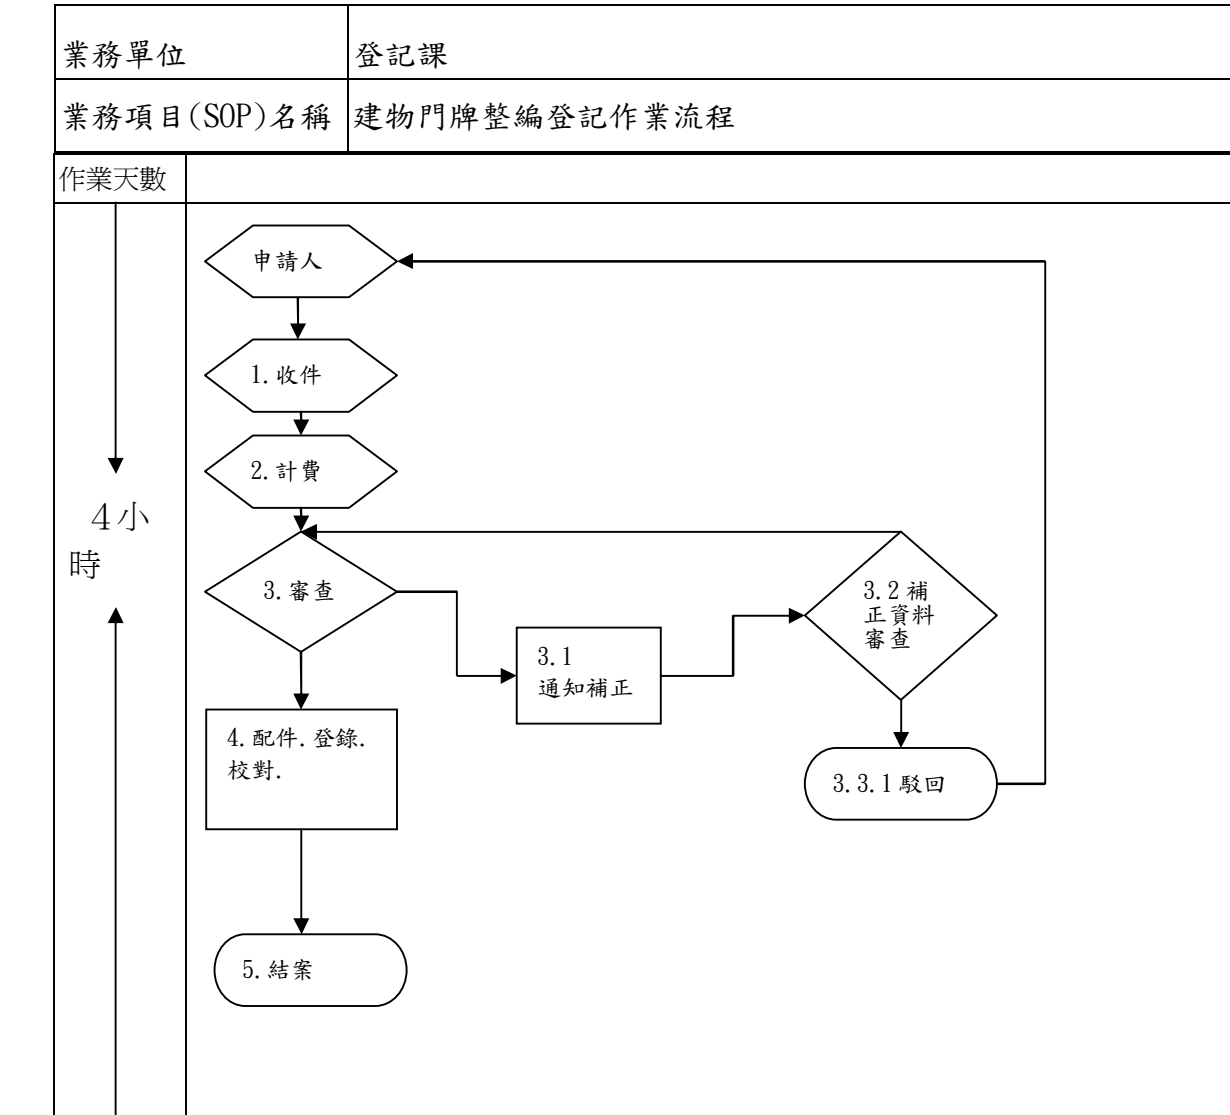 業務單位
登記課
業務項目(SOP)名稱
建物門牌整編登記作業流程
作業天數
4小
時
申請人
1.收件
2.計費
3.審查
3.1
通知補正
3.2補
正資料
審查
3.3.1駁回
4.配件.登錄.
校對.
5.結案